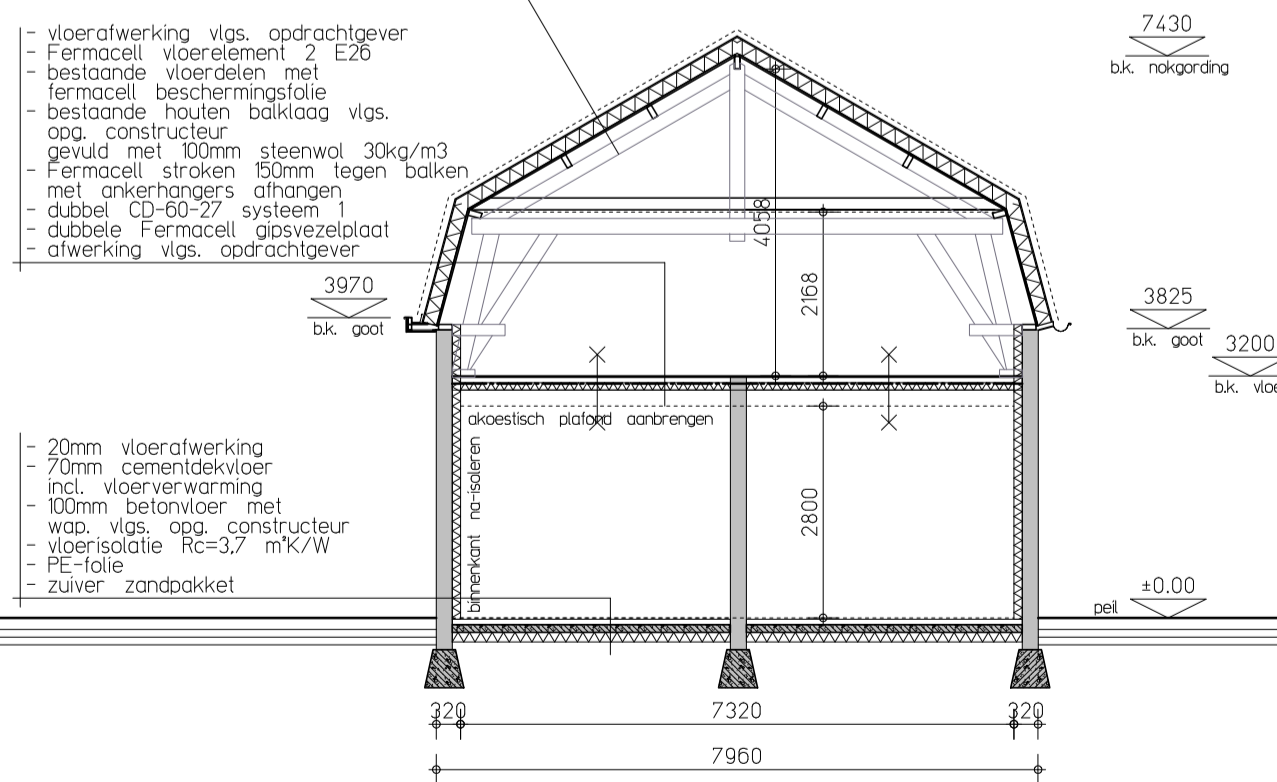 - vloerafwerking vlgs. opdrachtgever
- Fermacell vloerelement 2 E26
- bestaande vloerdelen met
fermacell beschermingsfolie
- bestaande houten balklaag vlgs.
opg. constructeur
gevuld met 100mm steenwol 30kg/m3
- Fermacell stroken 150mm tegen balken
met ankerhangers afhangen
- dubbel CD-60-27 systeem 1
- dubbele Fermacell gipsvezelplaat
- afwerking vlgs. opdrachtgever
7430
b.k. nokgording
3970
b.k. goot
4058
2168
3825
b.k. goot
3200
b.k. vloe
akoestisch plafond aanbrengen
binnenkant na-isoleren
2800
- 20mm vloerafwerking
- 70mm cementdekvloer
incl. vloerverwarming
- 100mm betonvloer met
wap. vlgs. opg. constructeur
- vloerisolatie Rc=3,7 m²K/W
- PE-folie
- zuiver zandpakket
±0.00
peil
320
7320
320
7960